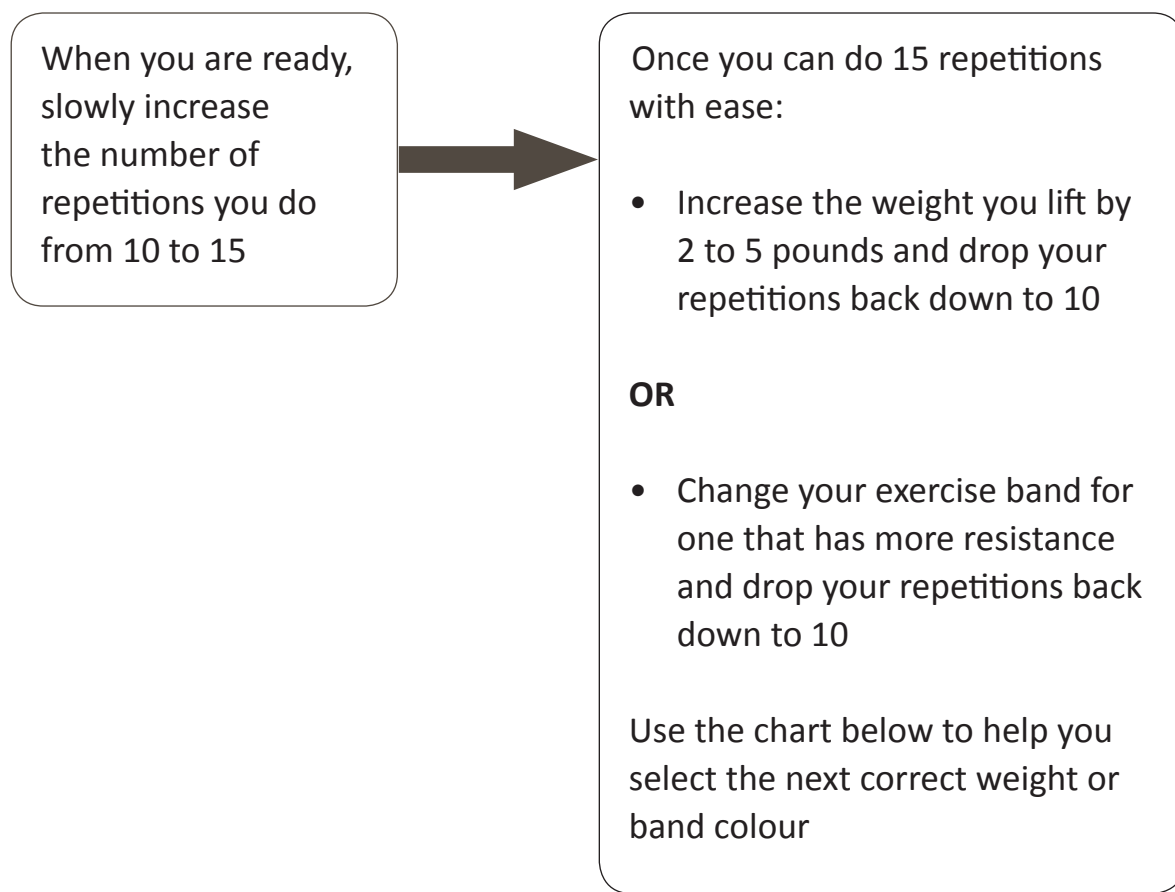 When you are ready,
slowly increase
the number of
repetitions you do
from 10 to 15
Once you can do 15 repetitions
with ease:
• Increase the weight you lift by
2 to 5 pounds and drop your
repetitions back down to 10
OR
• Change your exercise band for
one that has more resistance
and drop your repetitions back
down to 10
Use the chart below to help you
select the next correct weight or
band colour